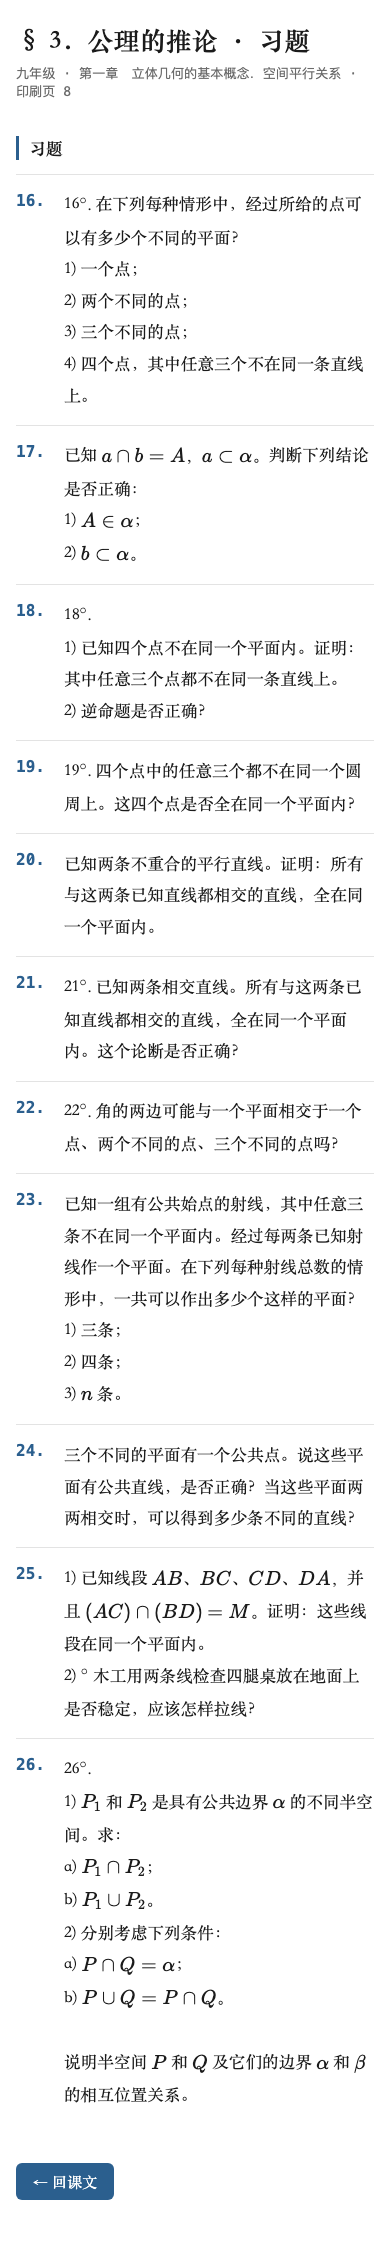 § 3. 公理的推论 · 习题
九年级 · 第一章 立体几何的基本概念. 空间平行关系 ·
印刷页 8
习题
16. 16°. 在下列每种情形中，经过所给的点可
以有多少个不同的平面?
1) 一个点；
2) 两个不同的点；
3) 三个不同的点；
4) 四个点，其中任意三个不在同一条直线
上。
17. 已知 a ∩ b = A，a ⊂ α。判断下列结论
是否正确：
1) A ∈ α；
2) b ⊂ α。
18. 18°.
1) 已知四个点不在同一个平面内。证明：
其中任意三个点都不在同一条直线上。
2) 逆命题是否正确?
19. 19°. 四个点中的任意三个都不在同一个圆
周上。这四个点是否全在同一个平面内?
20. 已知两条不重合的平行直线。证明：所有
与这两条已知直线都相交的直线，全在同
一个平面内。
21. 21°. 已知两条相交直线。所有与这两条已
知直线都相交的直线，全在同一个平面
内。这个论断是否正确?
22. 22°. 角的两边可能与一个平面相交于一个
点、两个不同的点、三个不同的点吗?
23. 已知一组有公共始点的射线，其中任意三
条不在同一个平面内。经过每两条已知射
线作一个平面。在下列每种射线总数的情
形中，一共可以作出多少个这样的平面?
1) 三条；
2) 四条；
3) n 条。
24. 三个不同的平面有一个公共点。说这些平
面有公共直线，是否正确？当这些平面两
两相交时，可以得到多少条不同的直线?
25. 1) 已知线段 AB、BC、CD、DA，并
且 (AC) ∩ (BD) = M。证明：这些线
段在同一个平面内。
2) ° 木工用两条线检查四腿桌放在地面上
是否稳定，应该怎样拉线?
26. 26°.
1) P₁ 和 P₂ 是具有公共边界 α 的不同半空
间。求：
a) P₁ ∩ P₂；
b) P₁ ∪ P₂。
2) 分别考虑下列条件：
a) P ∩ Q = α；
b) P ∪ Q = P ∩ Q。
说明半空间 P 和 Q 及它们的边界 α 和 β
的相互位置关系。
← 回课文